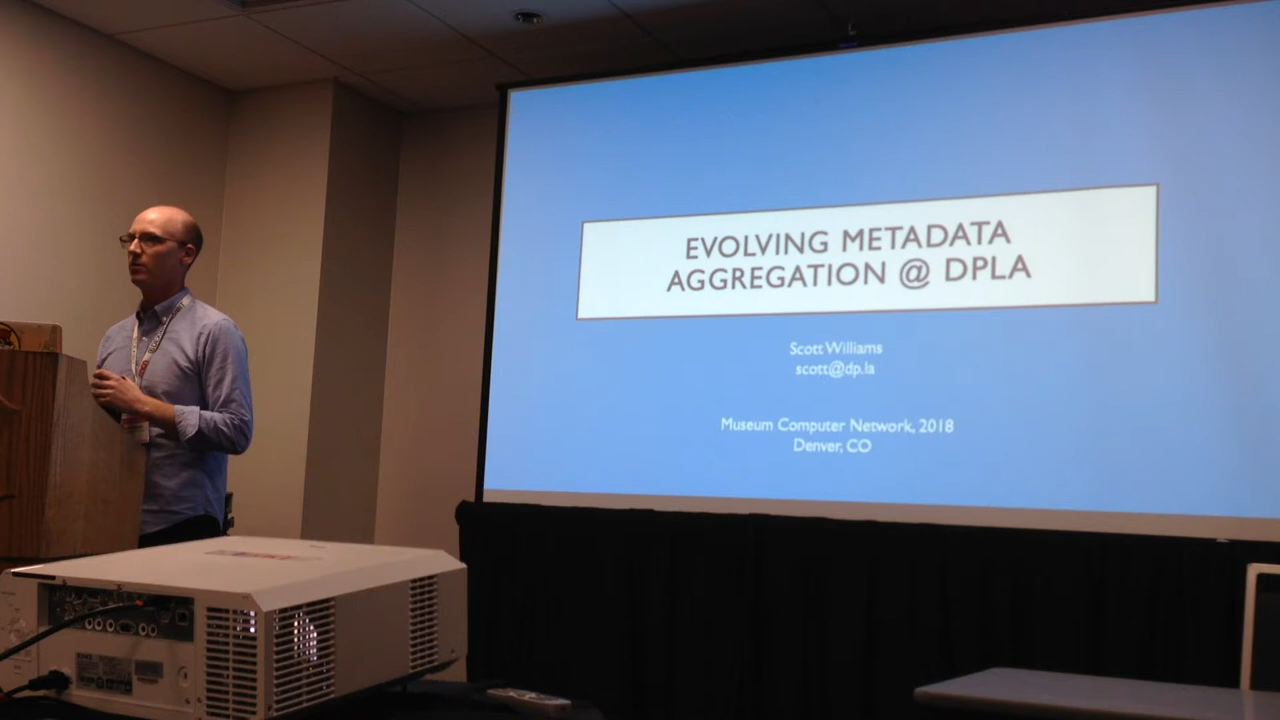 EVOLVING METADATA
AGGREGATION @ DPLA
Scott Williams
scott@dp.la
Museum Computer Network, 2018
Denver, CO